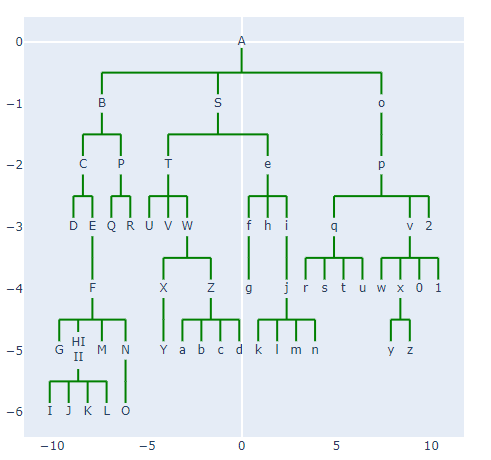 0 A
−1 B S o
−2 C P T e p
−3 D E Q R U V W f h i q v 2
−4 F X Z g j r s t u w x 0 1
HI
−5 G M N Y a b c d k l m n y z
II
−6 I J K L O
−10 −5 0 5 10